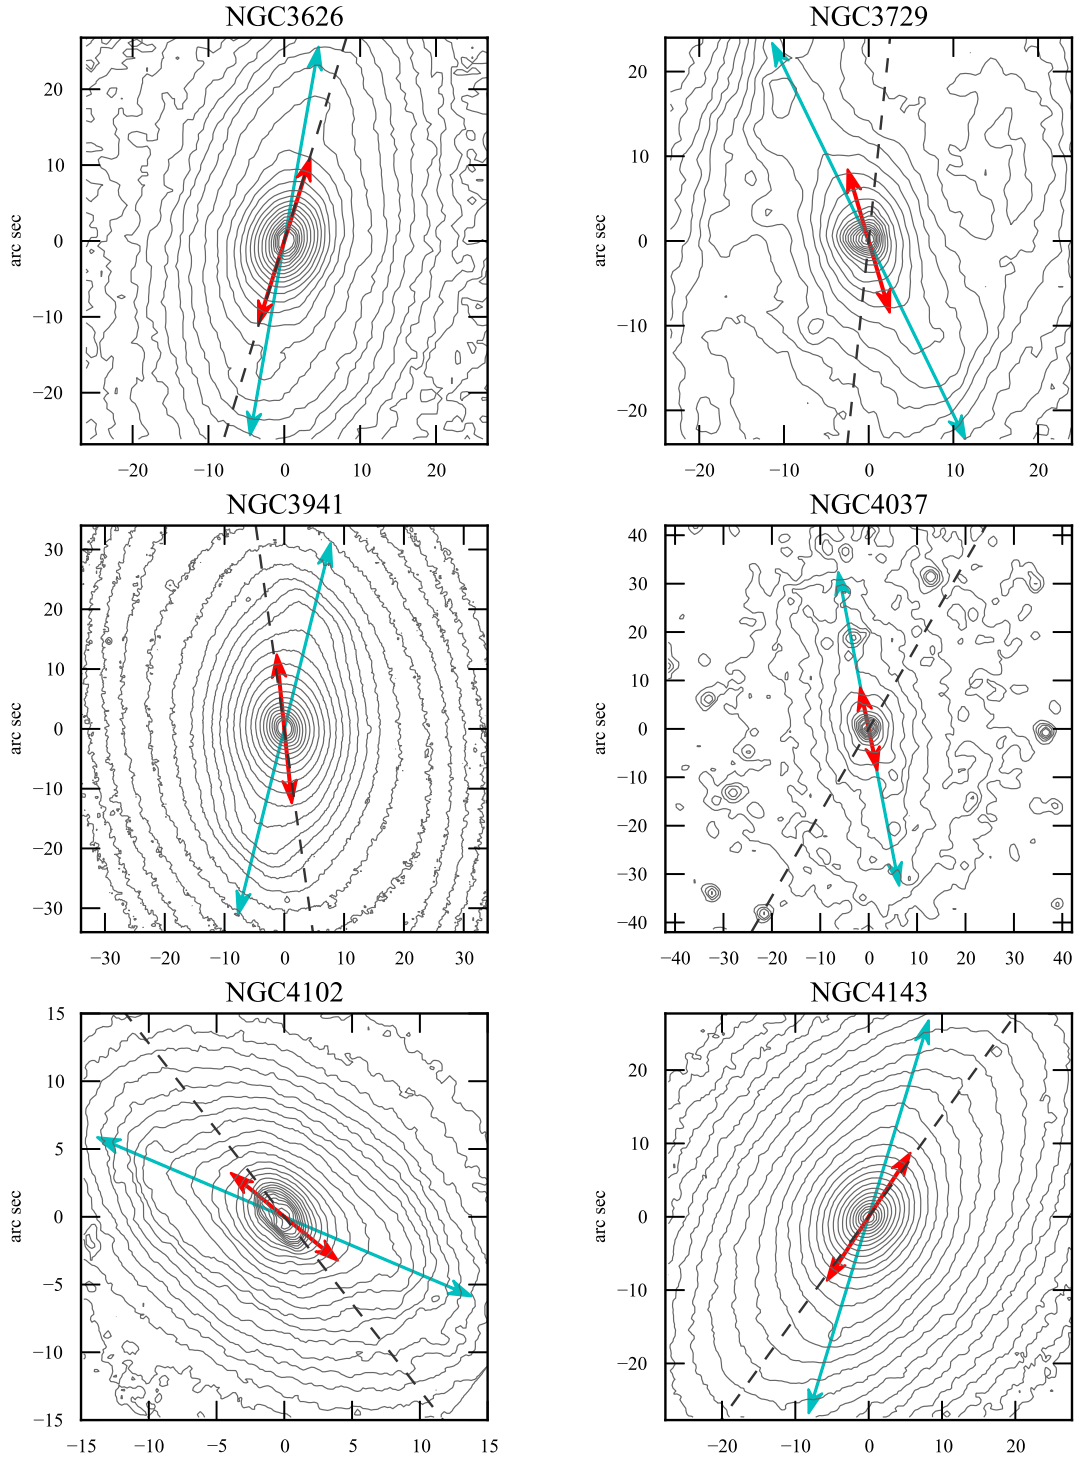 NGC3626 NGC3729
20 20
10 10
0 0
−10 −10
−20 −20
arc sec arc sec
−20 −10 0 10 20 −20 −10 0 10 20
NGC3941 NGC4037
30 40
20 30
10 20
0 10
−10 0
−20 −10
−30 −20
−30
−40
arc sec arc sec
−30 −20 −10 0 10 20 30 −40 −30 −20 −10 0 10 20 30 40
NGC4102 NGC4143
15 20
10 10
5 0
0 −10
−5 −20
−10
−15
arc sec arc sec
−15 −10 −5 0 5 10 15 −20 −10 0 10 20